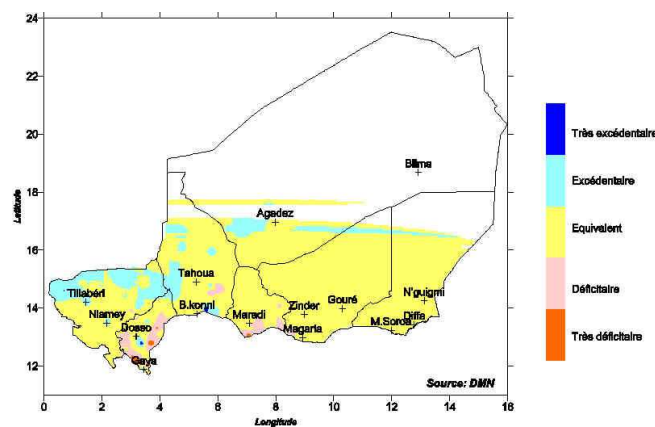 24
22
20
18
16
14
12
Latitude
0 2 4 6 8 10 12 14 16
Longitude
Bilma
Agadez
Tahoua
Tillabéri
B.konni
N'guigmi
Niamey
Maradi
Zinder
Gouré
Dosso
Magaria
M.Soroa
Diffa
Gaya
Source: DMN
Très excédentaire
Excédentaire
Equivalent
Déficitaire
Très déficitaire